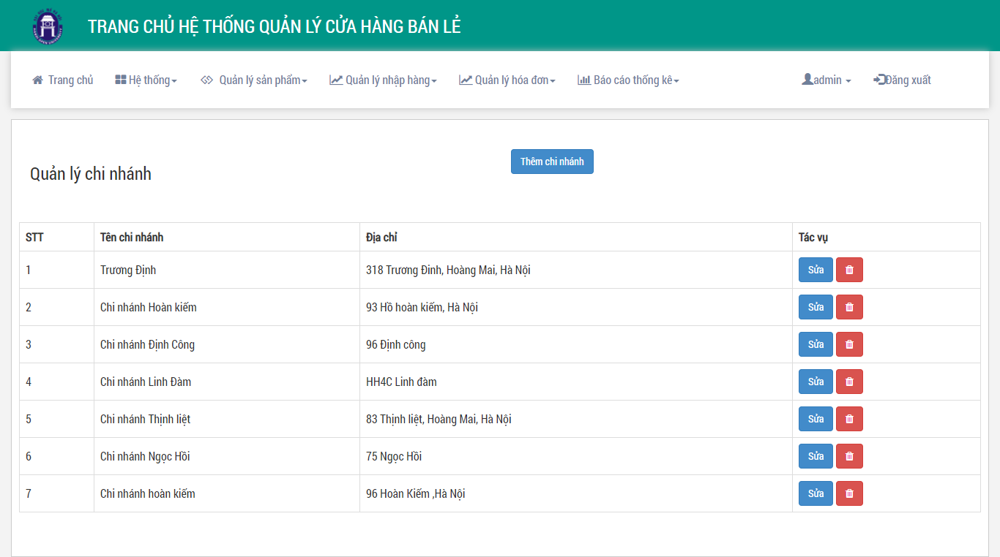 TRANG CHỦ HỆ THỐNG QUẢN LÝ CỬA HÀNG BÁN LẺ
Trang chủ Hệ thống Quản lý sản phẩm Quản lý nhập hàng Quản lý hóa đơn Báo cáo thống kê admin Đăng xuất
Thêm chi nhánh
Quản lý chi nhánh
STT Tên chi nhánh Địa chỉ Tác vụ
1 Trương Định 318 Trương Đinh, Hoàng Mai, Hà Nội Sửa
2 Chi nhánh Hoàn kiếm 93 Hồ hoàn kiếm, Hà Nội Sửa
3 Chi nhánh Định Công 96 Định công Sửa
4 Chi nhánh Linh Đàm HH4C Linh đàm Sửa
5 Chi nhánh Thịnh liệt 83 Thịnh liệt, Hoàng Mai, Hà Nội Sửa
6 Chi nhánh Ngọc Hồi 75 Ngọc Hồi Sửa
7 Chi nhánh hoàn kiếm 96 Hoàn Kiếm ,Hà Nội Sửa